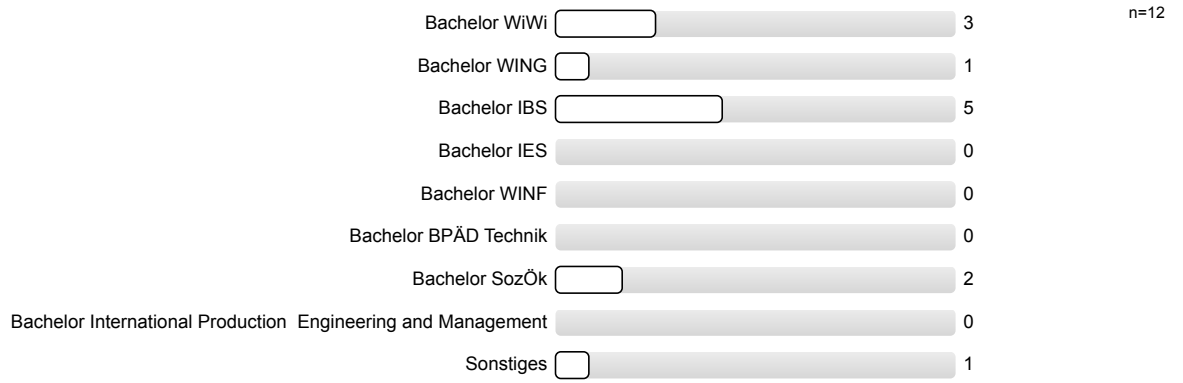 n=12
Bachelor WiWi 3
Bachelor WING 1
Bachelor IBS 5
Bachelor IES 0
Bachelor WINF 0
Bachelor BPÄD Technik 0
Bachelor SozÖk 2
Bachelor International Production  Engineering and Management 0
Sonstiges 1